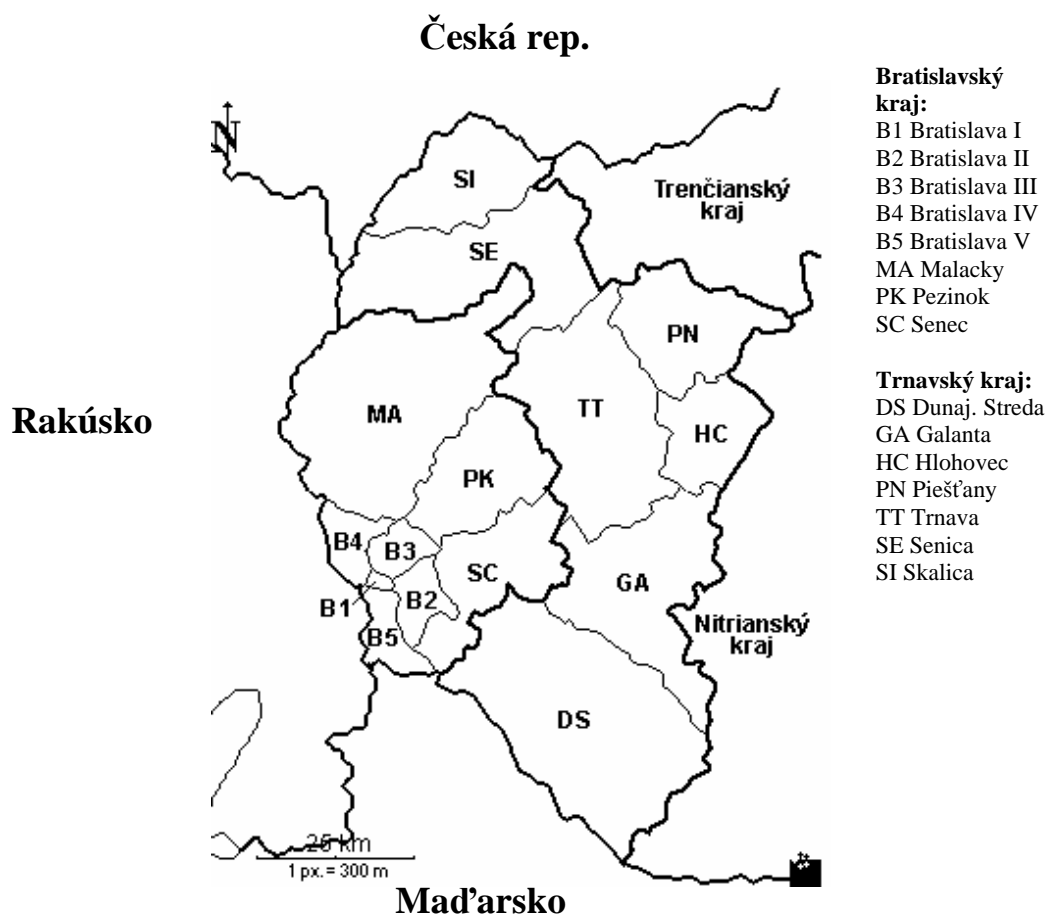 Česká rep.
N
SI
Trenčianský
kraj
SE
PN
MA
TT
HC
PK
B4
B3
SC
B1
B2
GA
B5
Nitrianský
kraj
DS
25 km
1 px. = 300 m
Rakúsko
Maďarsko
Bratislavský
kraj:
B1 Bratislava I
B2 Bratislava II
B3 Bratislava III
B4 Bratislava IV
B5 Bratislava V
MA Malacky
PK Pezinok
SC Senec
Trnavský kraj:
DS Dunaj. Streda
GA Galanta
HC Hlohovec
PN Piešťany
TT Trnava
SE Senica
SI Skalica